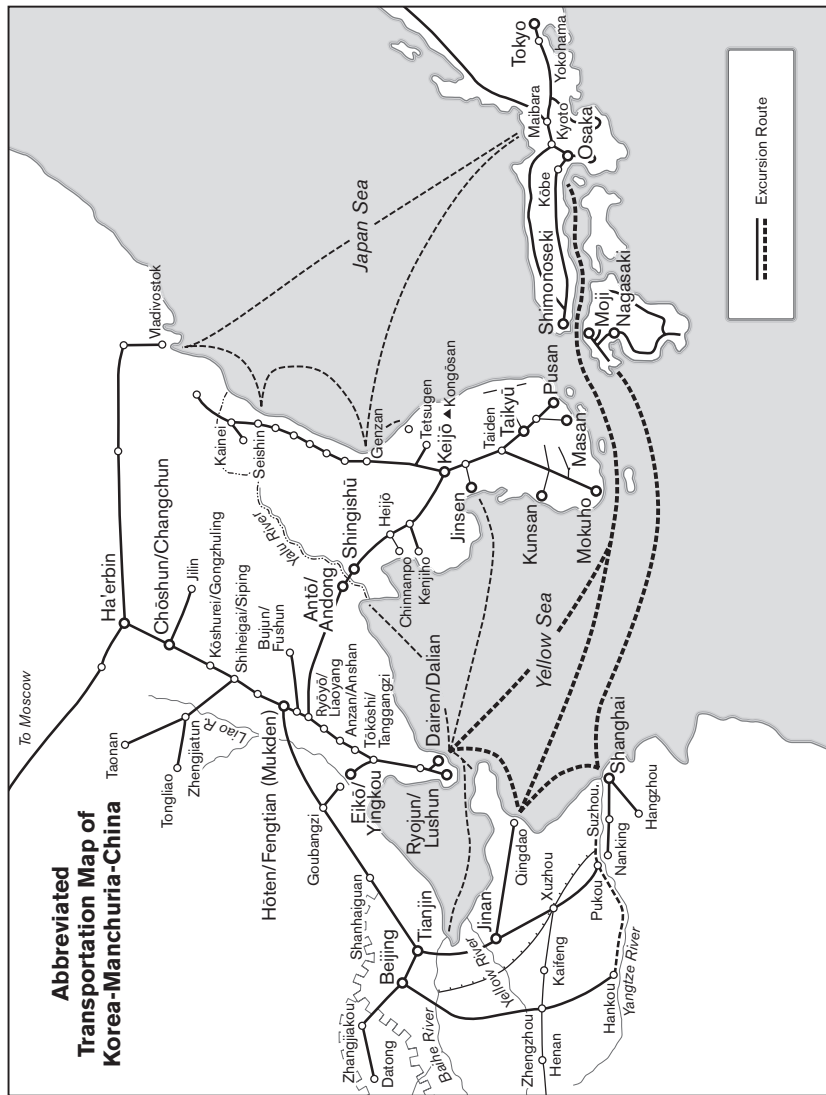 Abbreviated
Transportation Map of
Korea-Manchuria-China
To Moscow
Taonan
Tongliao
Zhengjiatun
Liao R.
Ha'erbin
Chōshun/Changchun
Jilin
Kōshurei/Gongzhuling
Shiheigai/Siping
Bujun/
Fushun
Hōten/Fengtian (Mukden)
Ryōyō/
Liaoyang
Anzan/Anshan
Tōkōshi/
Tanggangzi
Goubangzi
Eikō/
Yingkou
Ryojun/
Lushun
Dairen/Dalian
Antō/
Andong
Shingishū
Yalu River
Vladivostok
Kainei
Seishin
Genzan
Tetsugen
Kongōsan
Keijō
Heijō
Chinnanpo
Kenjiho
Jinsen
Taiden
Taikyū
Pusan
Masan
Kunsan
Mokuho
Japan Sea
Yellow Sea
Tokyo
Yokohama
Maibara
Kyoto
Osaka
Kōbe
Shimonoseki
Moji
Nagasaki
Shanhaiguan
Zhangjiakou
Datong
Beijing
Tianjin
Baihe River
Yellow River
Jinan
Qingdao
Xuzhou
Kaifeng
Zhengzhou
Henan
Pukou
Suzhou
Nanking
Shanghai
Hangzhou
Hankou
Yangtze River
Excursion Route